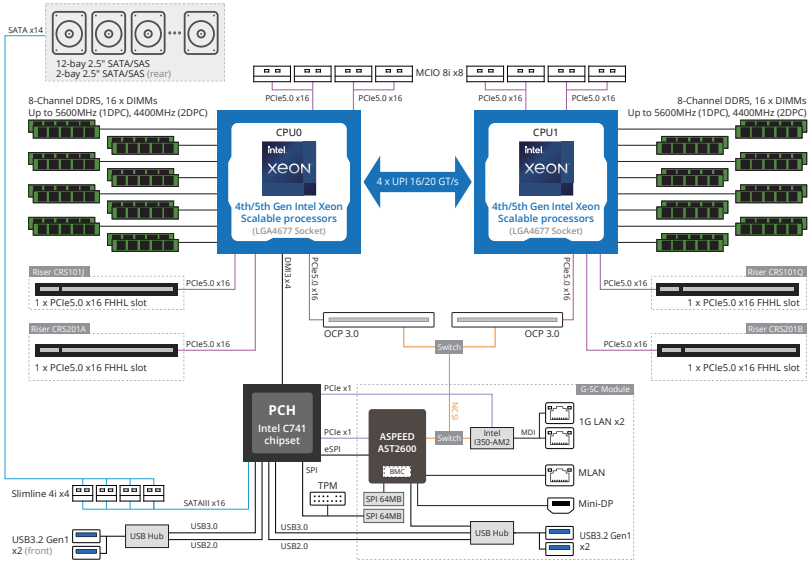 SATA x14
12-bay 2.5" SATA/SAS
2-bay 2.5" SATA/SAS (rear)
MCIO 8i x8
PCIe5.0 x16
PCIe5.0 x16
PCIe5.0 x16
PCIe5.0 x16
8-Channel DDR5, 16 x DIMMs
Up to 5600MHz (1DPC), 4400MHz (2DPC)
8-Channel DDR5, 16 x DIMMs
Up to 5600MHz (1DPC), 4400MHz (2DPC)
CPU0
intel.
XEON
4th/5th Gen Intel Xeon
Scalable processors
(LGA4677 Socket)
4 x UPI 16/20 GT/s
CPU1
intel.
XEON
4th/5th Gen Intel Xeon
Scalable processors
(LGA4677 Socket)
Riser CRS101J
PCIe5.0 x16
1 x PCIe5.0 x16 FHHL slot
Riser CRS201A
PCIe5.0 x16
1 x PCIe5.0 x16 FHHL slot
DMI3 x4
PCIe5.0
x16
OCP 3.0
PCIe5.0
x16
OCP 3.0
Riser CRS101Q
PCIe5.0 x16
1 x PCIe5.0 x16 FHHL slot
Riser CRS201B
PCIe5.0 x16
1 x PCIe5.0 x16 FHHL slot
Switch
NCSI
G-SC Module
PCH
Intel C741
chipset
PCIe x1
PCIe x1
eSPI
SPI
ASPEED
AST2600
BMC
Switch
Intel
I350-AM2
MDI
1G LAN x2
MLAN
Mini-DP
TPM
SPI 64MB
SPI 64MB
Slimline 4i x4
SATAIII x16
USB3.2 Gen1
x2 (front)
USB Hub
USB3.0
USB2.0
USB3.0
USB2.0
USB Hub
USB3.2 Gen1
x2